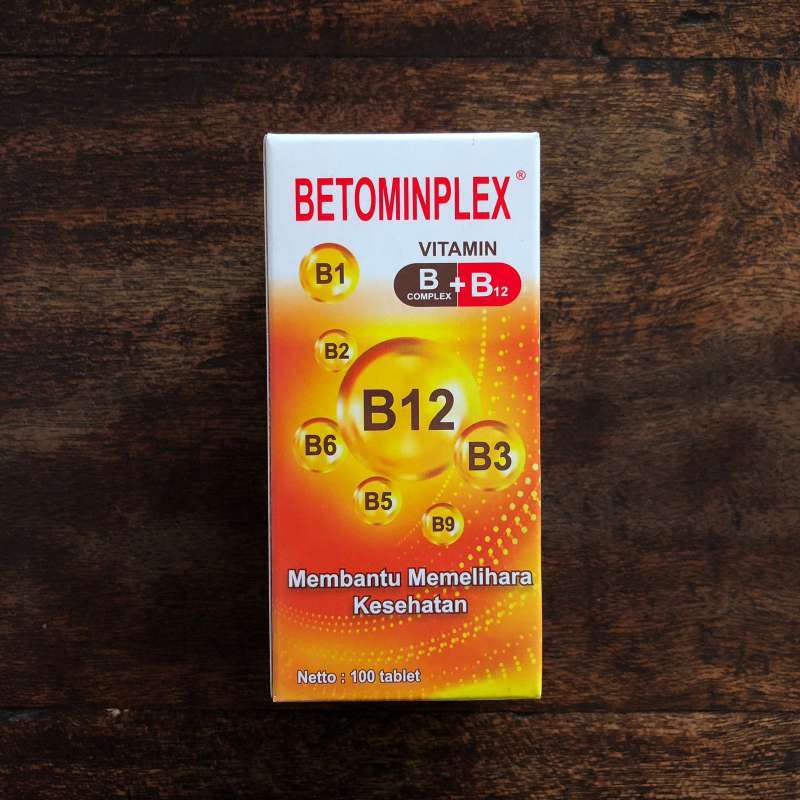 BETOMINPLEX®
VITAMIN
B COMPLEX + B12
B1
B2
B12
B6
B3
B5
B9
Membantu Memelihara
Kesehatan
Netto : 100 tablet